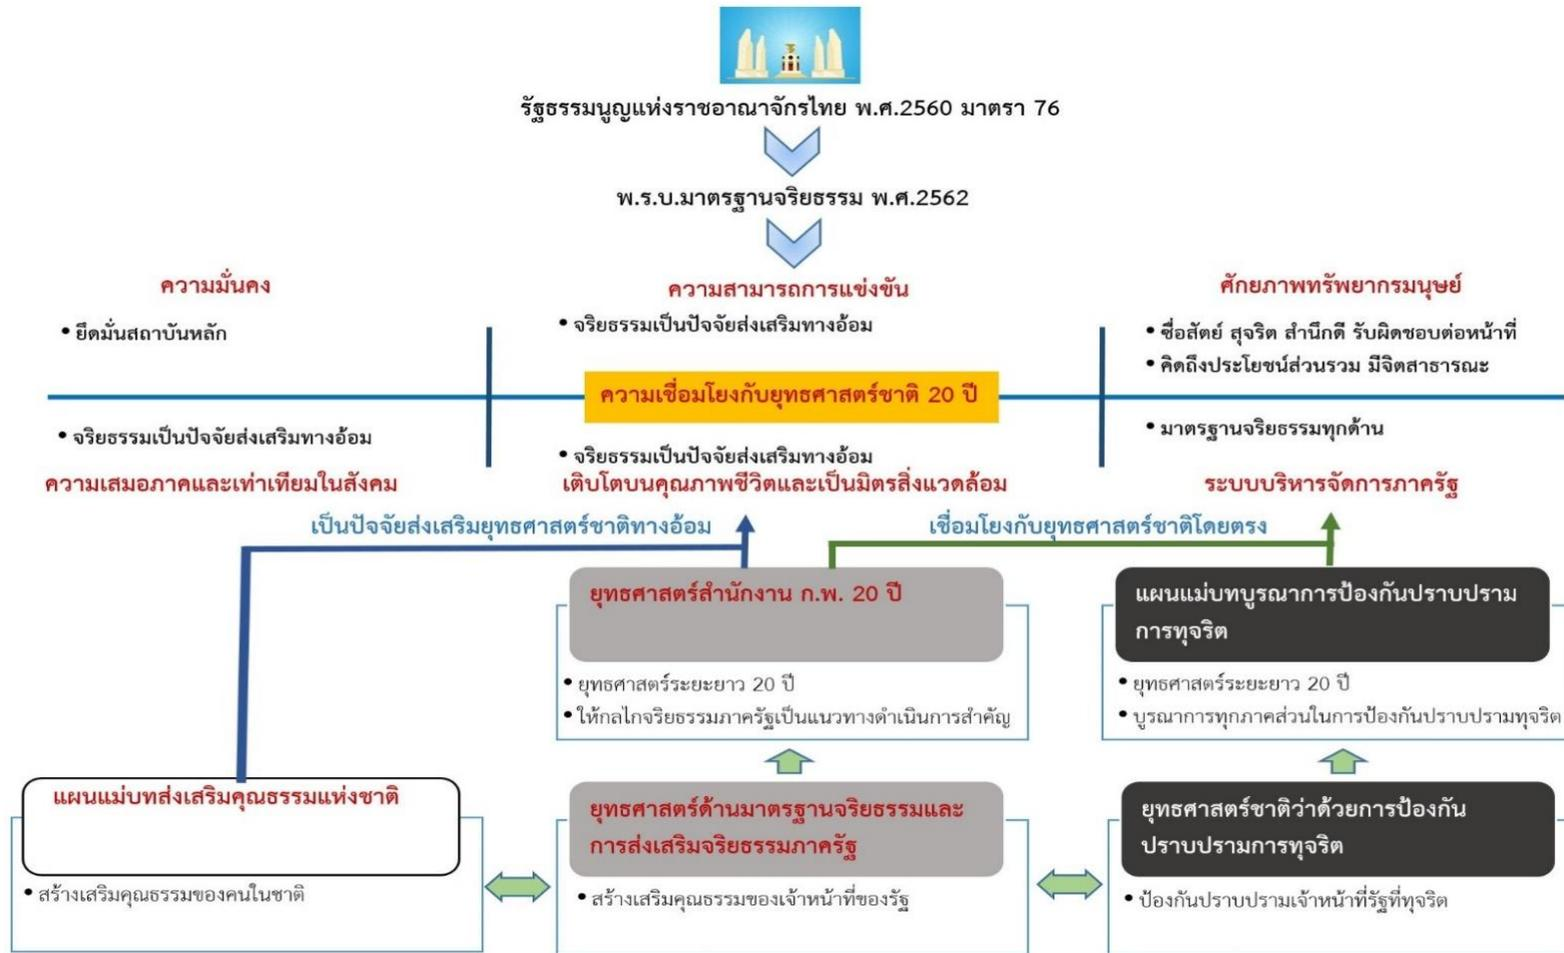 รัฐธรรมนูญแห่งราชอาณาจักรไทย พ.ศ.2560 มาตรา 76
พ.ร.บ.มาตรฐานจริยธรรม พ.ศ.2562
ความมั่นคง
• ยึดมั่นสถาบันหลัก
ความสามารถการแข่งขัน
• จริยธรรมเป็นปัจจัยส่งเสริมทางอ้อม
ศักยภาพทรัพยากรมนุษย์
• ซื่อสัตย์ สุจริต สำนึกดี รับผิดชอบต่อหน้าที่
• คิดถึงประโยชน์ส่วนรวม มีจิตสาธารณะ
ความเชื่อมโยงกับยุทธศาสตร์ชาติ 20 ปี
• จริยธรรมเป็นปัจจัยส่งเสริมทางอ้อม
ความเสมอภาคและเท่าเทียมในสังคม
• จริยธรรมเป็นปัจจัยส่งเสริมทางอ้อม
เติบโตบนคุณภาพชีวิตและเป็นมิตรสิ่งแวดล้อม
• มาตรฐานจริยธรรมทุกด้าน
ระบบบริหารจัดการภาครัฐ
เป็นปัจจัยส่งเสริมยุทธศาสตร์ชาติทางอ้อม
เชื่อมโยงกับยุทธศาสตร์ชาติโดยตรง
ยุทธศาสตร์สำนักงาน ก.พ. 20 ปี
• ยุทธศาสตร์ระยะยาว 20 ปี
• ให้กลไกจริยธรรมภาครัฐเป็นแนวทางดำเนินการสำคัญ
แผนแม่บทบูรณาการป้องกันปราบปราม
การทุจริต
• ยุทธศาสตร์ระยะยาว 20 ปี
• บูรณาการทุกภาคส่วนในการป้องกันปราบปรามทุจริต
แผนแม่บทส่งเสริมคุณธรรมแห่งชาติ
• สร้างเสริมคุณธรรมของคนในชาติ
ยุทธศาสตร์ด้านมาตรฐานจริยธรรมและ
การส่งเสริมจริยธรรมภาครัฐ
• สร้างเสริมคุณธรรมของเจ้าหน้าที่ของรัฐ
ยุทธศาสตร์ชาติว่าด้วยการป้องกัน
ปราบปรามการทุจริต
• ป้องกันปราบปรามเจ้าหน้าที่รัฐที่ทุจริต